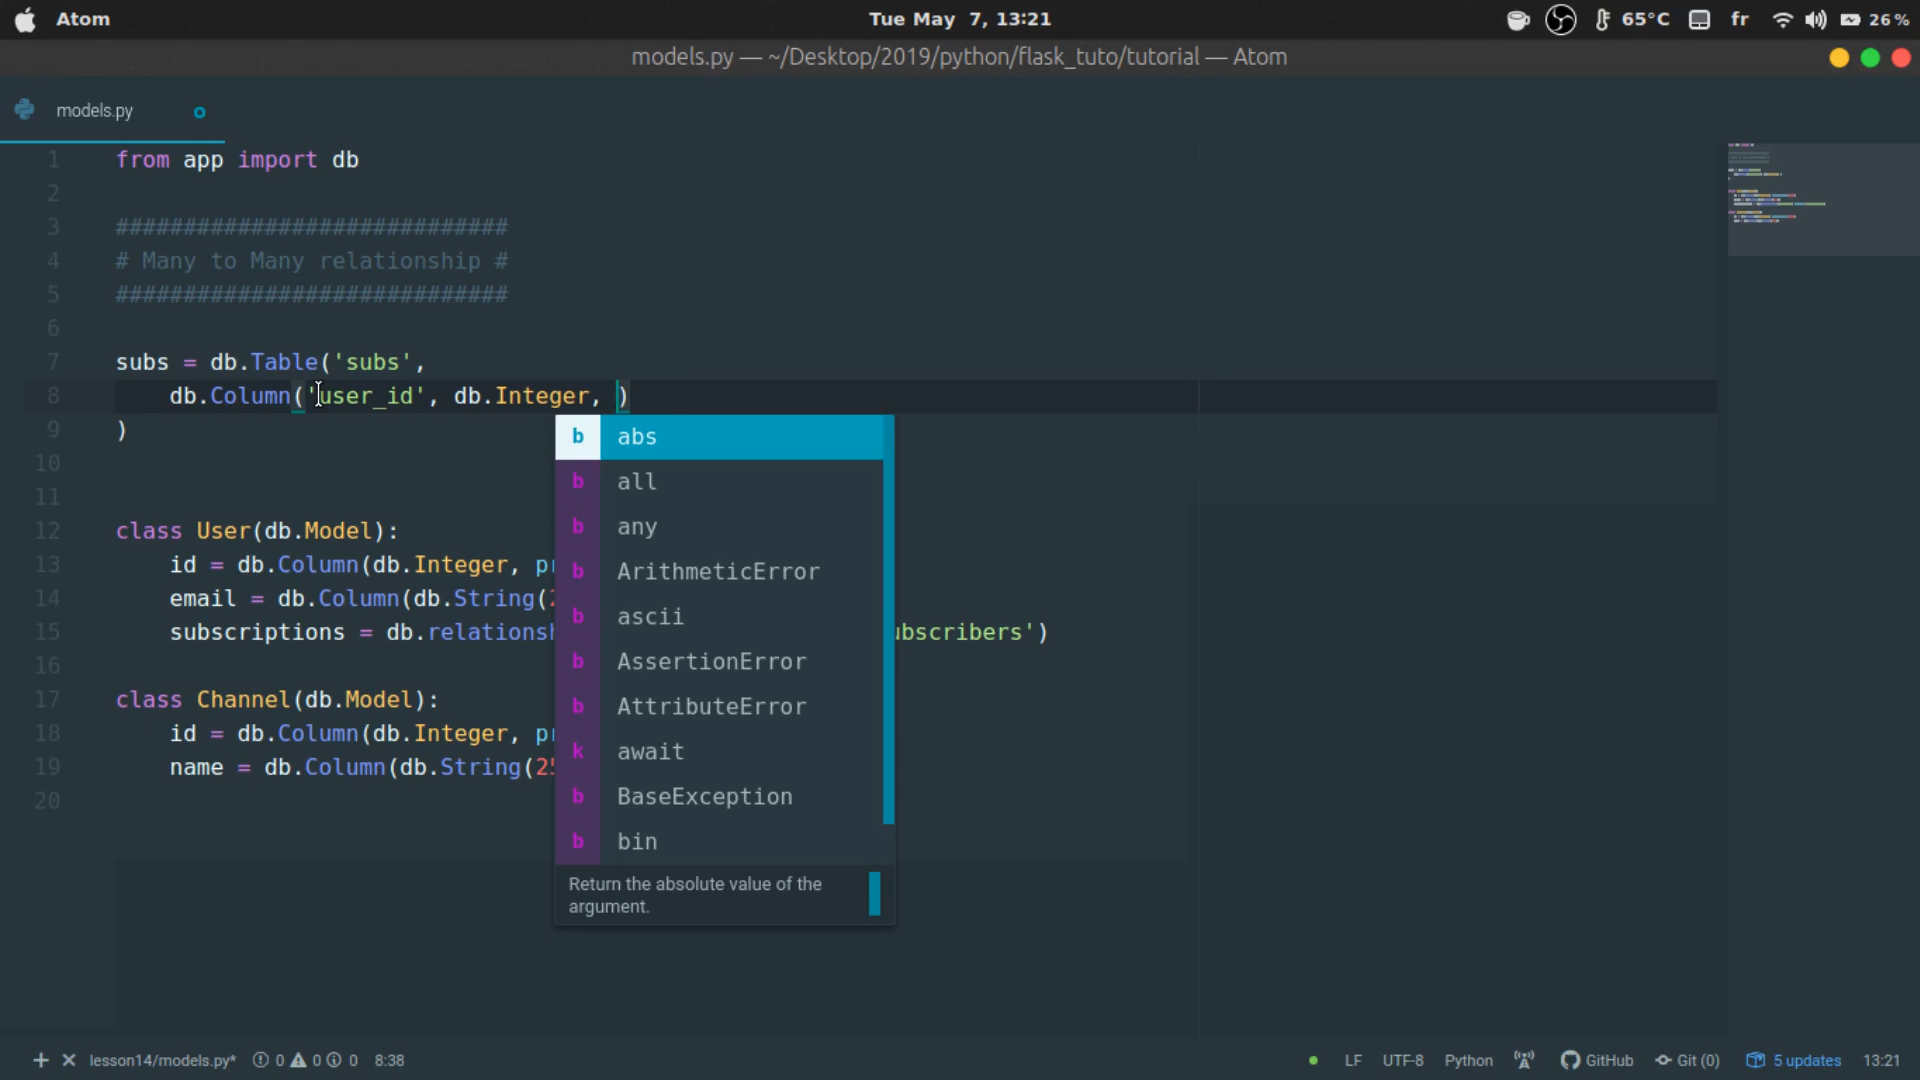 Atom
Tue May 7, 13:21
65°C fr 26%
models.py — ~/Desktop/2019/python/flask_tuto/tutorial — Atom
models.py
1 from app import db
2
3 #############################
4 # Many to Many relationship #
5 #############################
6
7 subs = db.Table('subs',
8 db.Column('user_id', db.Integer, )
9 )
10
11
12 class User(db.Model):
13 id = db.Column(db.Integer, pr
14 email = db.Column(db.String(2
15 subscriptions = db.relationsh ubscribers')
16
17 class Channel(db.Model):
18 id = db.Column(db.Integer, pr
19 name = db.Column(db.String(25
20
b abs
b all
b any
b ArithmeticError
b ascii
b AssertionError
b AttributeError
k await
b BaseException
b bin
Return the absolute value of the
argument.
lesson14/models.py* 0 0 0 8:38
LF UTF-8 Python GitHub Git (0) 5 updates 13:21